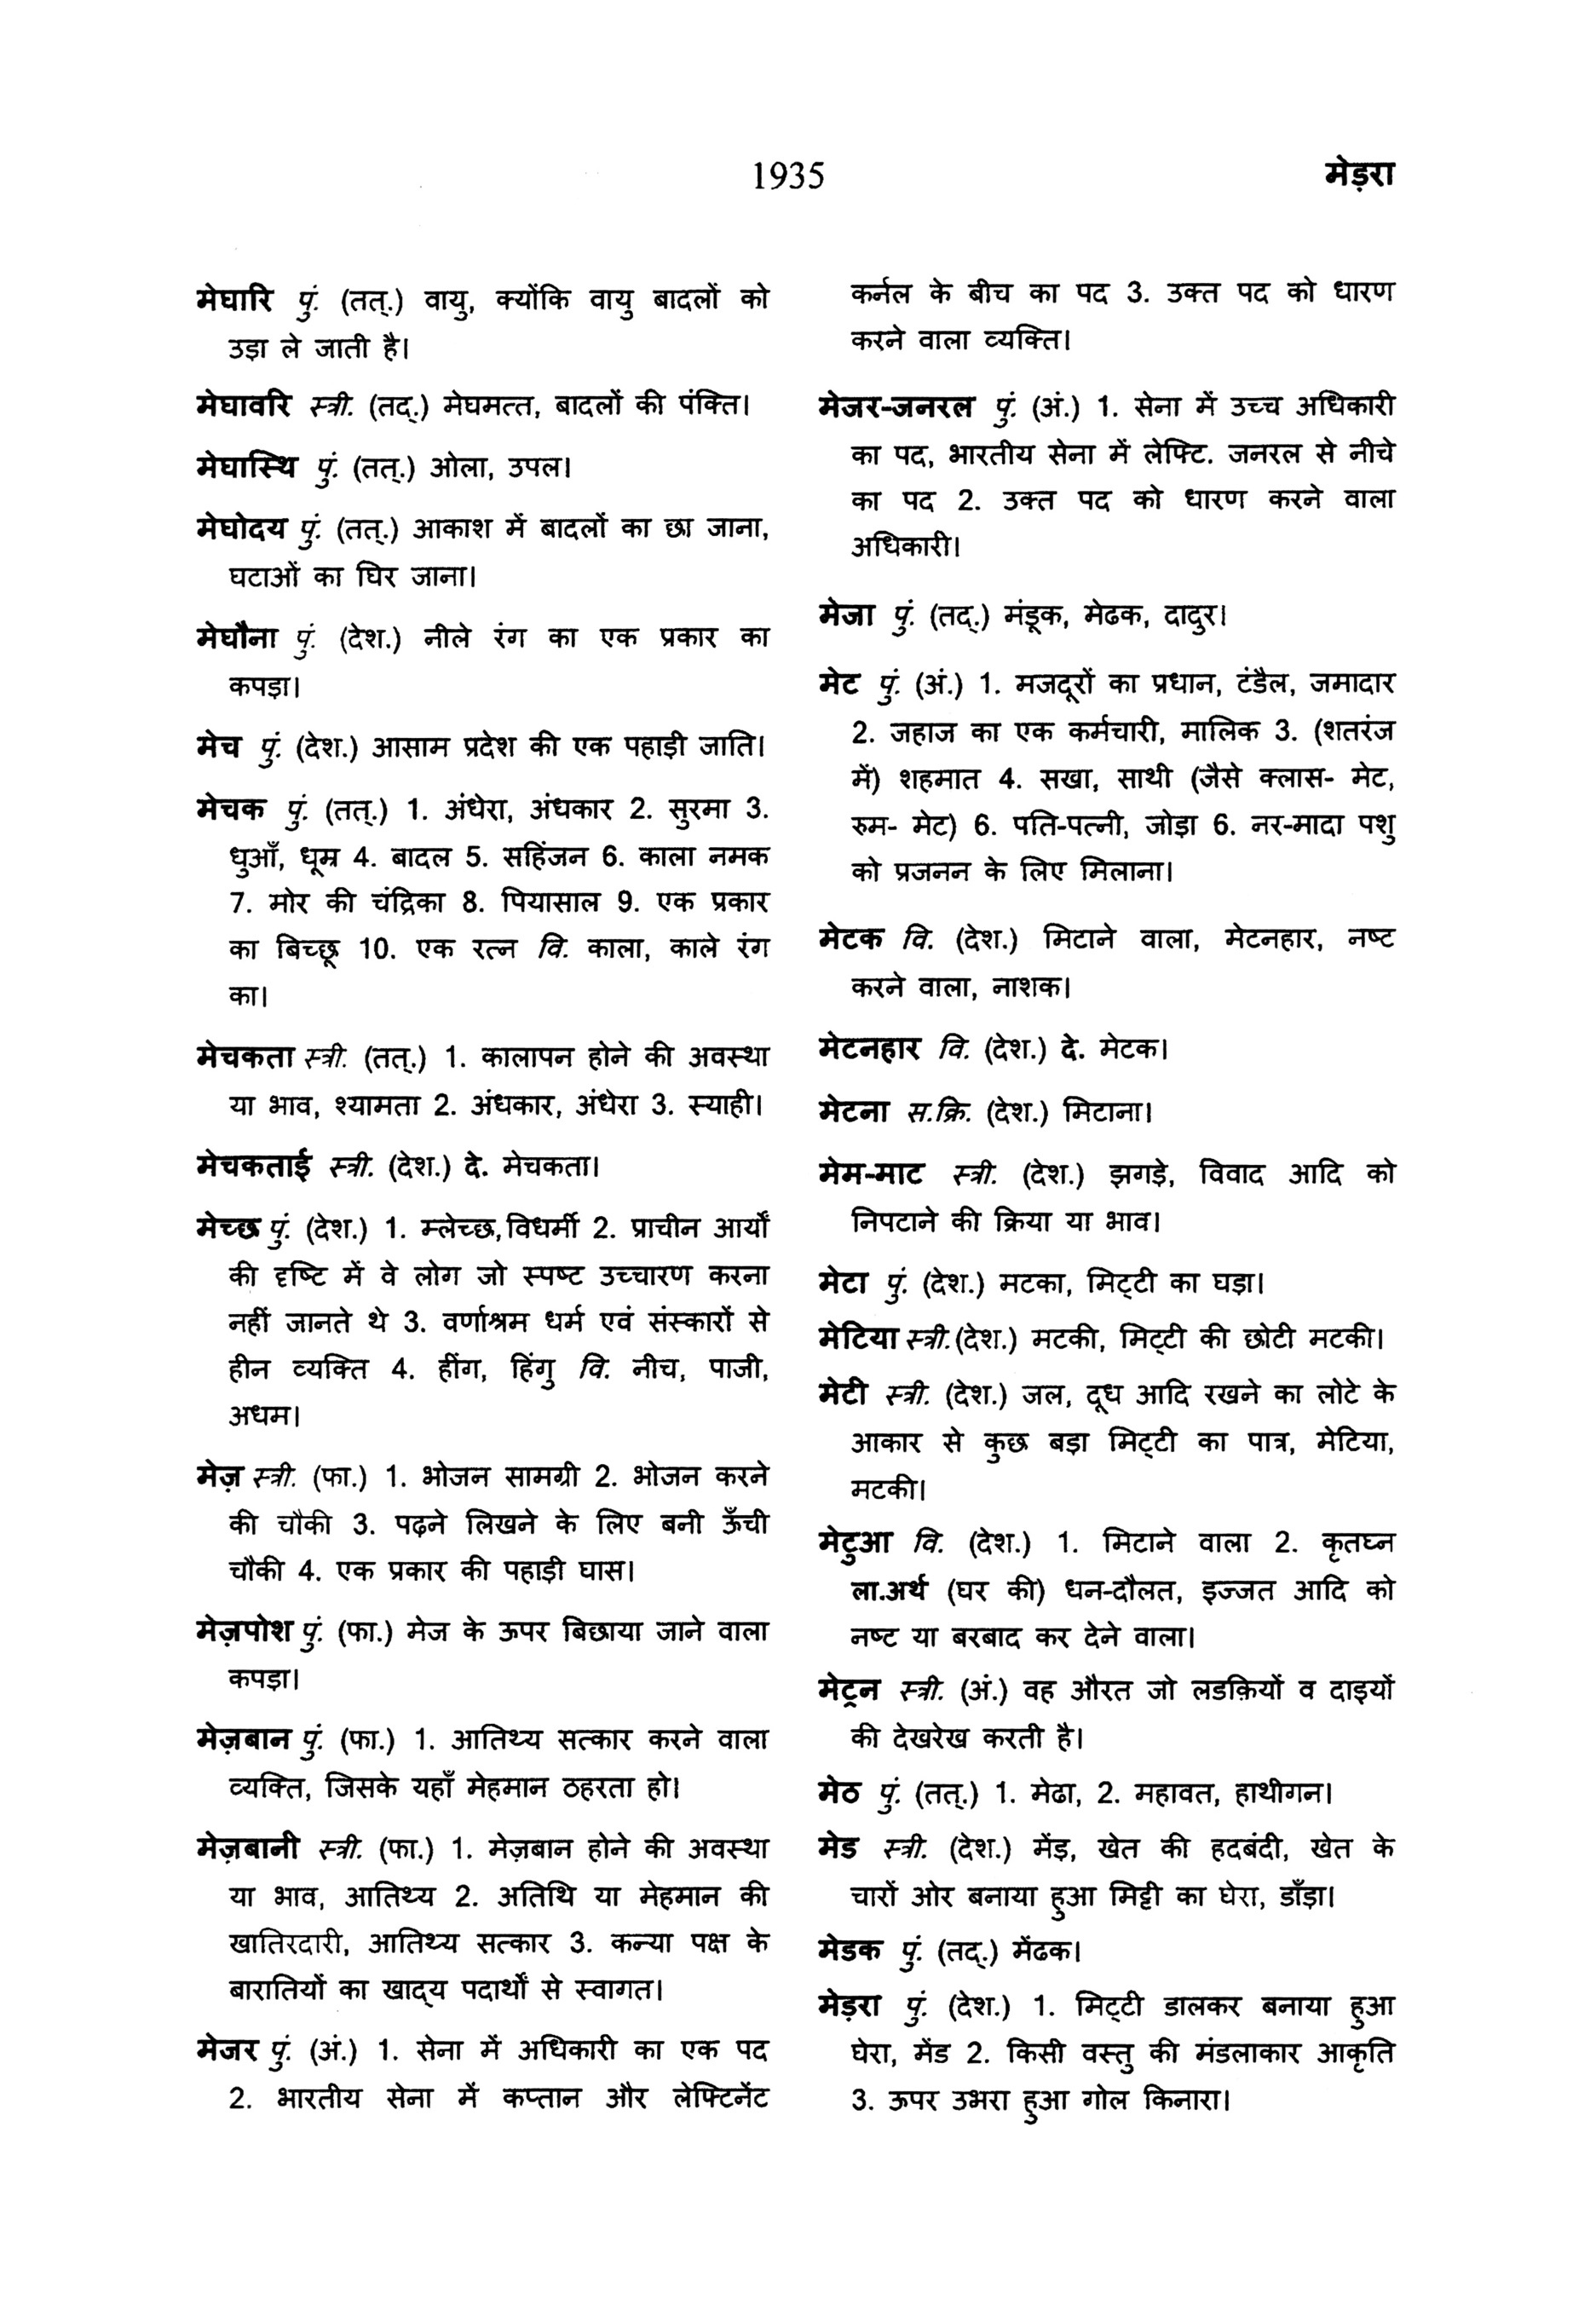 1935
मेड़रा
मेघारि पुं. (तत्.) वायु, क्योंकि वायु बादलों को
उड़ा ले जाती है।
मेघावरि स्त्री. (तद्.) मेघमत्त, बादलों की पंक्ति।
मेघास्थि पुं. (तत्.) ओला, उपल।
मेघोदय पुं. (तत्.) आकाश में बादलों का छा जाना,
घटाओं का घिर जाना।
मेघौना पुं. (देश.) नीले रंग का एक प्रकार का
कपड़ा।
मेच पुं. (देश.) आसाम प्रदेश की एक पहाड़ी जाति।
मेचक पुं. (तत्.) 1. अंधेरा, अंधकार 2. सुरमा 3.
धुआँ, धूम्र 4. बादल 5. सहिंजन 6. काला नमक
7. मोर की चंद्रिका 8. पियासाल 9. एक प्रकार
का बिच्छू 10. एक रत्न वि. काला, काले रंग
का।
मेचकता स्त्री. (तत्.) 1. कालापन होने की अवस्था
या भाव, श्यामता 2. अंधकार, अंधेरा 3. स्याही।
मेचकताई स्त्री. (देश.) दे. मेचकता।
मेच्छ पुं. (देश.) 1. म्लेच्छ,विधर्मी 2. प्राचीन आर्यों
की दृष्टि में वे लोग जो स्पष्ट उच्चारण करना
नहीं जानते थे 3. वर्णाश्रम धर्म एवं संस्कारों से
हीन व्यक्ति 4. हींग, हिंगु वि. नीच, पाजी,
अधम।
मेज़ स्त्री. (फा.) 1. भोजन सामग्री 2. भोजन करने
की चौकी 3. पढ़ने लिखने के लिए बनी ऊँची
चौकी 4. एक प्रकार की पहाड़ी घास।
मेज़पोश पुं. (फा.) मेज के ऊपर बिछाया जाने वाला
कपड़ा।
मेज़बान पुं. (फा.) 1. आतिथ्य सत्कार करने वाला
व्यक्ति, जिसके यहाँ मेहमान ठहरता हो।
मेज़बानी स्त्री. (फा.) 1. मेज़बान होने की अवस्था
या भाव, आतिथ्य 2. अतिथि या मेहमान की
खातिरदारी, आतिथ्य सत्कार 3. कन्या पक्ष के
बारातियों का खाद्‌य पदार्थों से स्वागत।
मेजर पुं. (अं.) 1. सेना में अधिकारी का एक पद
2. भारतीय सेना में कप्तान और लेफ्टिनेंट
कर्नल के बीच का पद 3. उक्त पद को धारण
करने वाला व्यक्ति।
मेजर-जनरल पुं. (अं.) 1. सेना में उच्च अधिकारी
का पद, भारतीय सेना में लेफ्टि. जनरल से नीचे
का पद 2. उक्त पद को धारण करने वाला
अधिकारी।
मेजा पुं. (तद्.) मंडूक, मेढक, दादुर।
मेट पुं. (अं.) 1. मजदूरों का प्रधान, टंडैल, जमादार
2. जहाज का एक कर्मचारी, मालिक 3. (शतरंज
में) शहमात 4. सखा, साथी (जैसे क्लास- मेट,
रुम- मेट) 6. पति-पत्नी, जोड़ा 6. नर-मादा पशु
को प्रजनन के लिए मिलाना।
मेटक वि. (देश.) मिटाने वाला, मेटनहार, नष्ट
करने वाला, नाशक।
मेटनहार वि. (देश.) दे. मेटक।
मेटना स.क्रि. (देश.) मिटाना।
मेम-माट स्त्री. (देश.) झगड़े, विवाद आदि को
निपटाने की क्रिया या भाव।
मेटा पुं. (देश.) मटका, मिट्‌टी का घड़ा।
मेटिया स्त्री.(देश.) मटकी, मिट्‌टी की छोटी मटकी।
मेटी स्त्री. (देश.) जल, दूध आदि रखने का लोटे के
आकार से कुछ बड़ा मिट्‌टी का पात्र, मेटिया,
मटकी।
मेटुआ वि. (देश.) 1. मिटाने वाला 2. कृतघ्न
ला.अर्थ (घर की) धन-दौलत, इज्जत आदि को
नष्ट या बरबाद कर देने वाला।
मेट्रन स्त्री. (अं.) वह औरत जो लडक़ियों व दाइयों
की देखरेख करती है।
मेठ पुं. (तत्.) 1. मेढा, 2. महावत, हाथीगन।
मेड स्त्री. (देश.) मेंड़, खेत की हदबंदी, खेत के
चारों ओर बनाया हुआ मिट्टी का घेरा, डाँड़ा।
मेडक पुं. (तद्.) मेंढक।
मेड़रा पुं. (देश.) 1. मिट्‌टी डालकर बनाया हुआ
घेरा, मेंड 2. किसी वस्तु की मंडलाकार आकृति
3. ऊपर उभरा हुआ गोल किनारा।